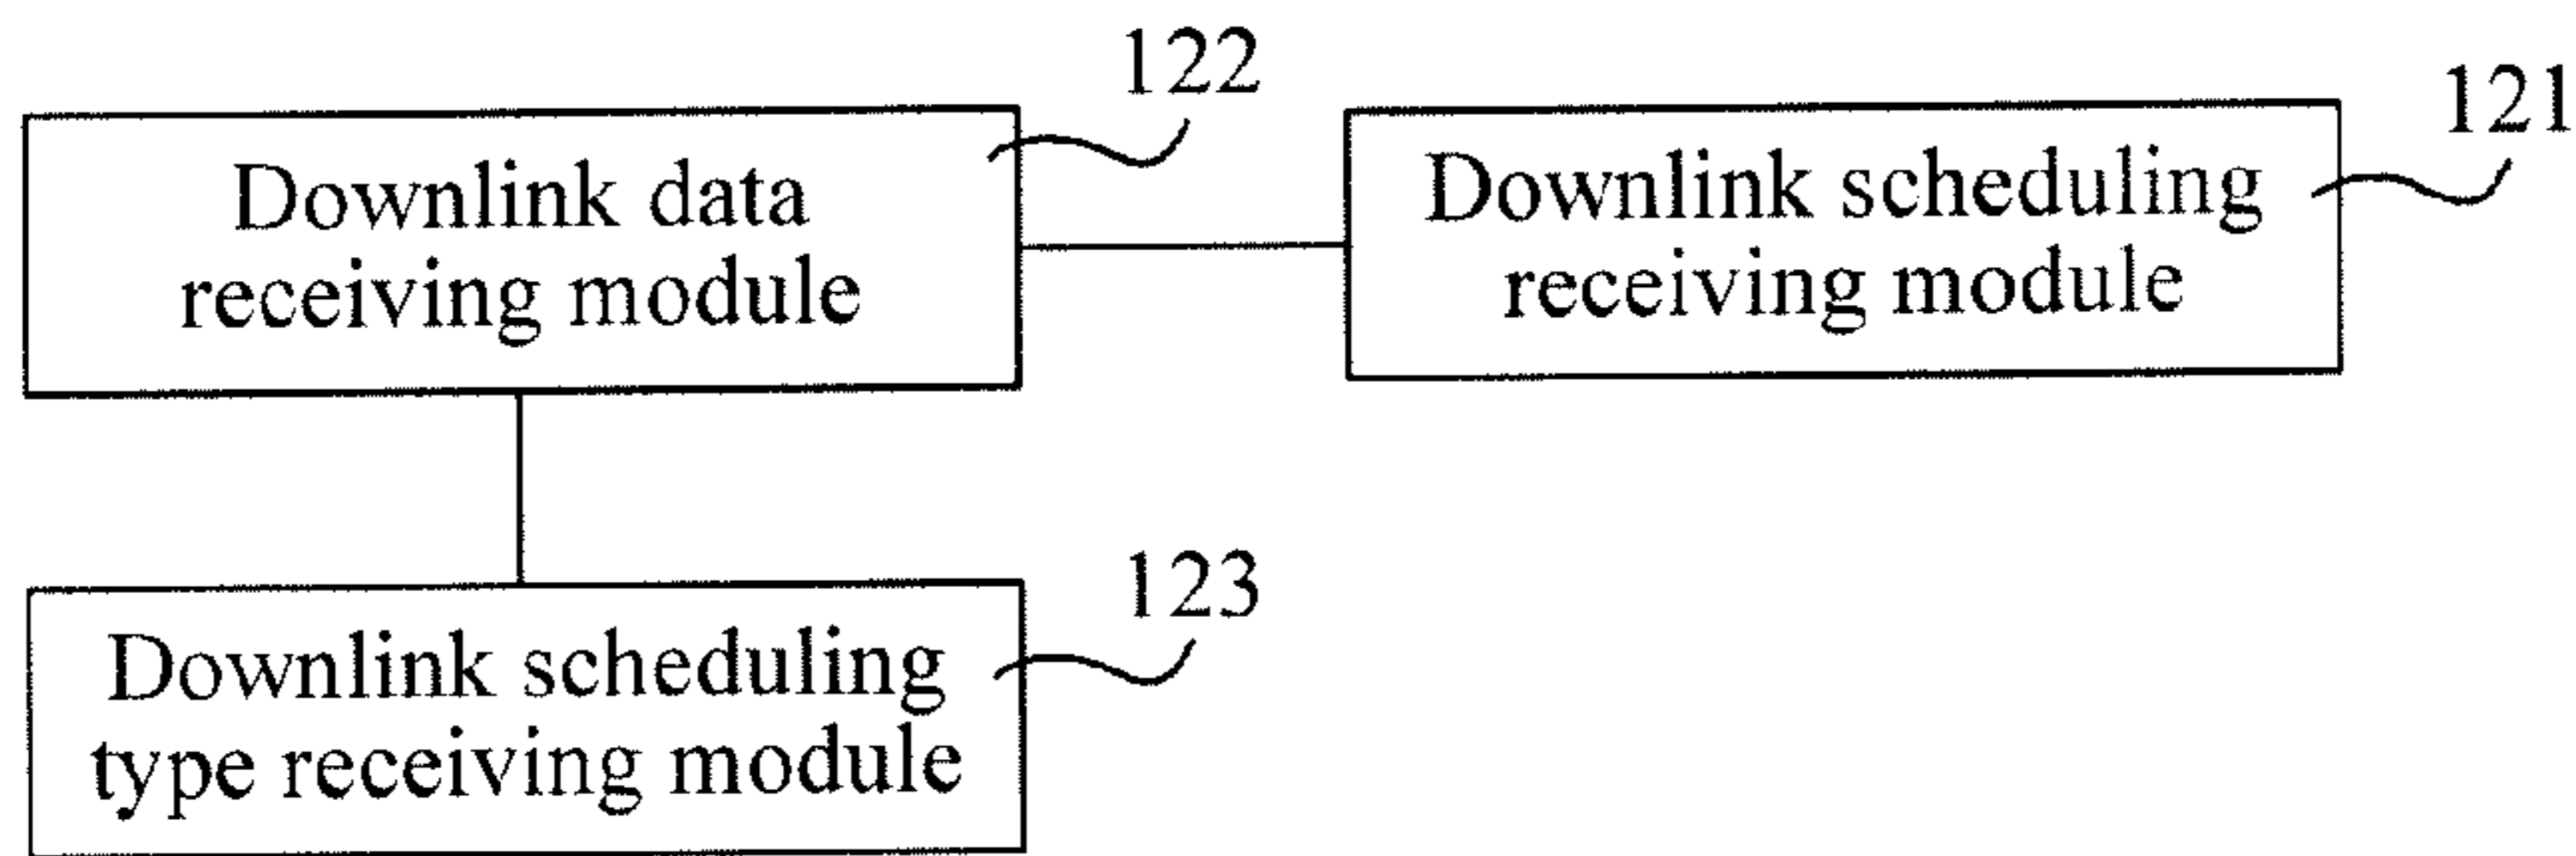 122
121
Downlink data
receiving module
Downlink scheduling
receiving module
123
Downlink scheduling
type receiving module